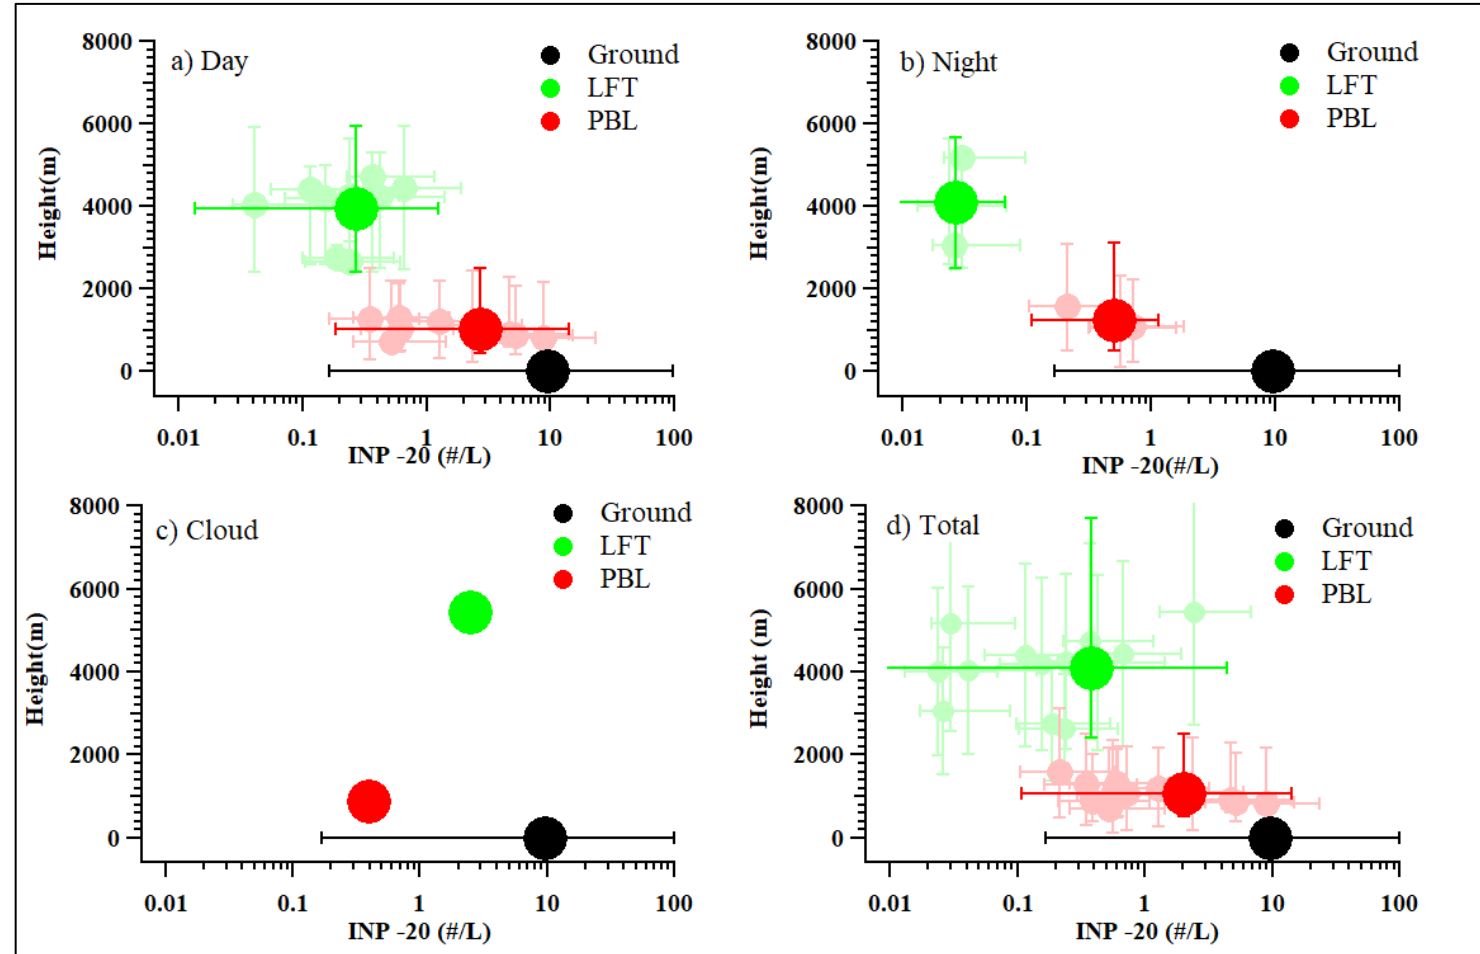 a) Day
Ground
LFT
PBL
8000
6000
4000
2000
0
Height(m)
0.01 0.1 1 10 100
INP -20 (#/L)
b) Night
Ground
LFT
PBL
8000
6000
4000
2000
0
Height(m)
0.01 0.1 1 10 100
INP -20(#/L)
c) Cloud
Ground
LFT
PBL
8000
6000
4000
2000
0
Height(m)
0.01 0.1 1 10 100
INP -20 (#/L)
d) Total
Ground
LFT
PBL
8000
6000
4000
2000
0
Height (m)
0.01 0.1 1 10 100
INP -20 (#/L)